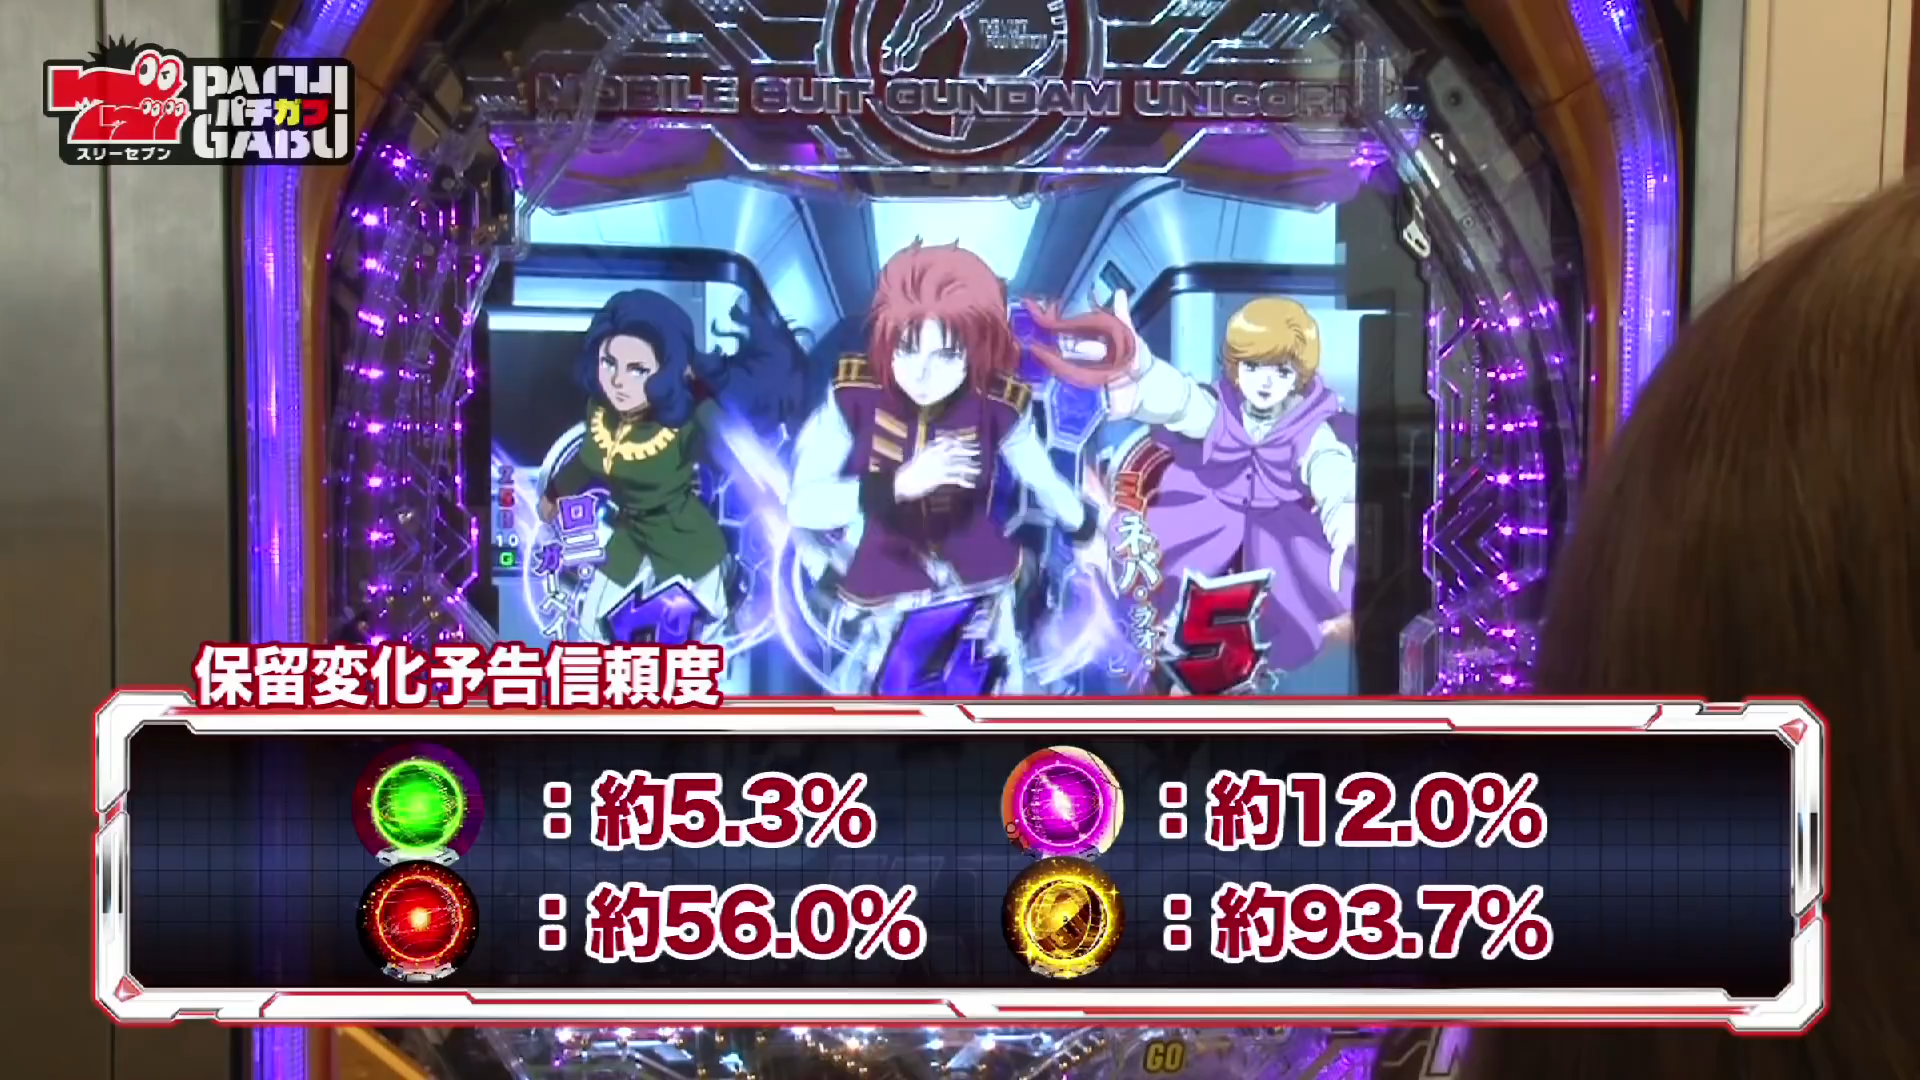 PACHI
パチガブ
GABU
スリーセブン
MOBILE SUIT GUNDAM UNICORN
ロニ・
ガーベイ
ミネバ・ラオ・
5
保留変化予告信頼度
:約5.3%
:約12.0%
:約56.0%
:約93.7%
GO